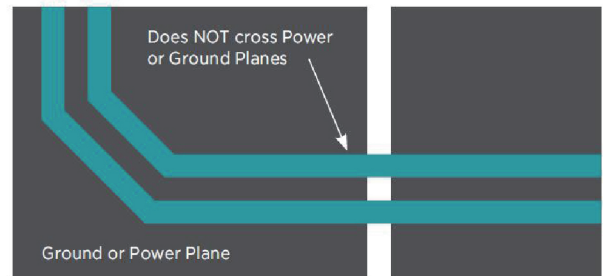 Does NOT cross Power
or Ground Planes
Ground or Power Plane